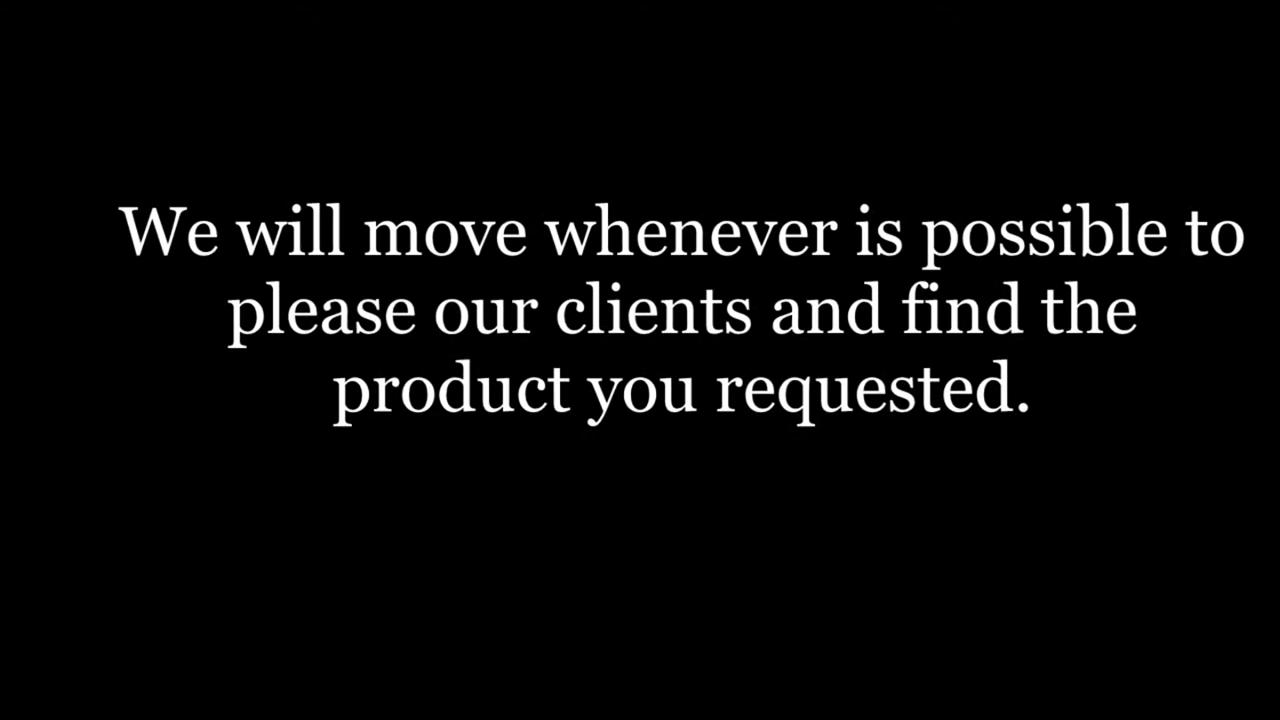 We will move whenever is possible to
please our clients and find the
product you requested.